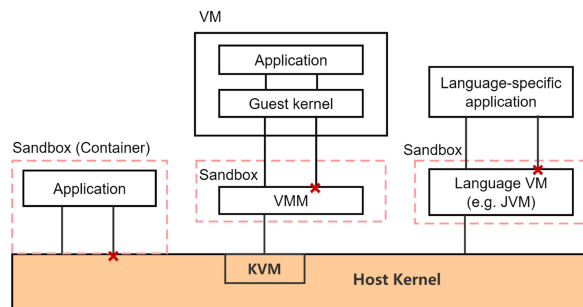 VM
Application
Guest kernel
Language-specific
application
Sandbox (Container)
Application
Sandbox
VMM
Sandbox
Language VM
(e.g. JVM)
KVM
Host Kernel